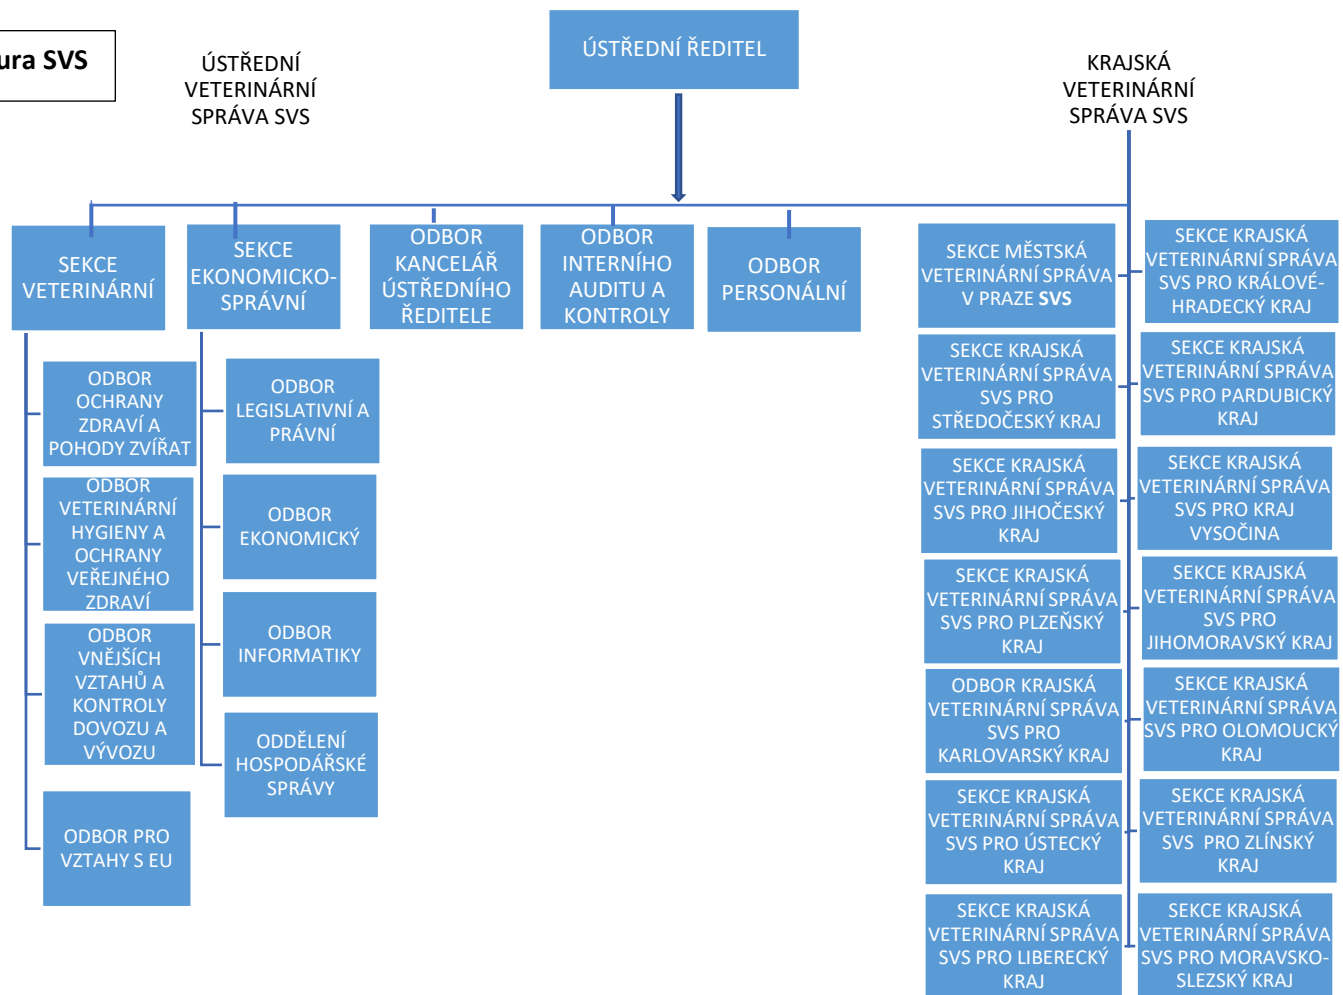 ura SVS
ÚSTŘEDNÍ
VETERINÁRNÍ
SPRÁVA SVS
ÚSTŘEDNÍ ŘEDITEL
KRAJSKÁ
VETERINÁRNÍ
SPRÁVA SVS
SEKCE
VETERINÁRNÍ
SEKCE
EKONOMICKO-
SPRÁVNÍ
ODBOR
KANCELÁŘ
ÚSTŘEDNÍHO
ŘEDITELE
ODBOR
INTERNÍHO
AUDITU A
KONTROLY
ODBOR
PERSONÁLNÍ
ODBOR
OCHRANY
ZDRAVÍ A
POHODY ZVÍŘAT
ODBOR
VETERINÁRNÍ
HYGIENY A
OCHRANY
VEŘEJNÉHO
ZDRAVÍ
ODBOR
VNĚJŠÍCH
VZTAHŮ A
KONTROLY
DOVOZU A
VÝVOZU
ODBOR PRO
VZTAHY S EU
ODBOR
LEGISLATIVNÍ A
PRÁVNÍ
ODBOR
EKONOMICKÝ
ODBOR
INFORMATIKY
ODDĚLENÍ
HOSPODÁŘSKÉ
SPRÁVY
SEKCE MĚSTSKÁ
VETERINÁRNÍ SPRÁVA
V PRAZE SVS
SEKCE KRAJSKÁ
VETERINÁRNÍ SPRÁVA
SVS PRO
STŘEDOČESKÝ KRAJ
SEKCE KRAJSKÁ
VETERINÁRNÍ SPRÁVA
SVS PRO JIHOČESKÝ
KRAJ
SEKCE KRAJSKÁ
VETERINÁRNÍ SPRÁVA
SVS PRO PLZEŇSKÝ
KRAJ
ODBOR KRAJSKÁ
VETERINÁRNÍ SPRÁVA
SVS PRO
KARLOVARSKÝ KRAJ
SEKCE KRAJSKÁ
VETERINÁRNÍ SPRÁVA
SVS PRO ÚSTECKÝ
KRAJ
SEKCE KRAJSKÁ
VETERINÁRNÍ SPRÁVA
SVS PRO LIBERECKÝ
KRAJ
SEKCE KRAJSKÁ
VETERINÁRNÍ SPRÁVA
SVS PRO KRÁLOVÉ-
HRADECKÝ KRAJ
SEKCE KRAJSKÁ
VETERINÁRNÍ SPRÁVA
SVS PRO PARDUBICKÝ
KRAJ
SEKCE KRAJSKÁ
VETERINÁRNÍ SPRÁVA
SVS PRO KRAJ
VYSOČINA
SEKCE KRAJSKÁ
VETERINÁRNÍ SPRÁVA
SVS PRO
JIHOMORAVSKÝ KRAJ
SEKCE KRAJSKÁ
VETERINÁRNÍ SPRÁVA
SVS PRO OLOMOUCKÝ
KRAJ
SEKCE KRAJSKÁ
VETERINÁRNÍ SPRÁVA
SVS PRO ZLÍNSKÝ
KRAJ
SEKCE KRAJSKÁ
VETERINÁRNÍ SPRÁVA
SVS PRO MORAVSKO-
SLEZSKÝ KRAJ